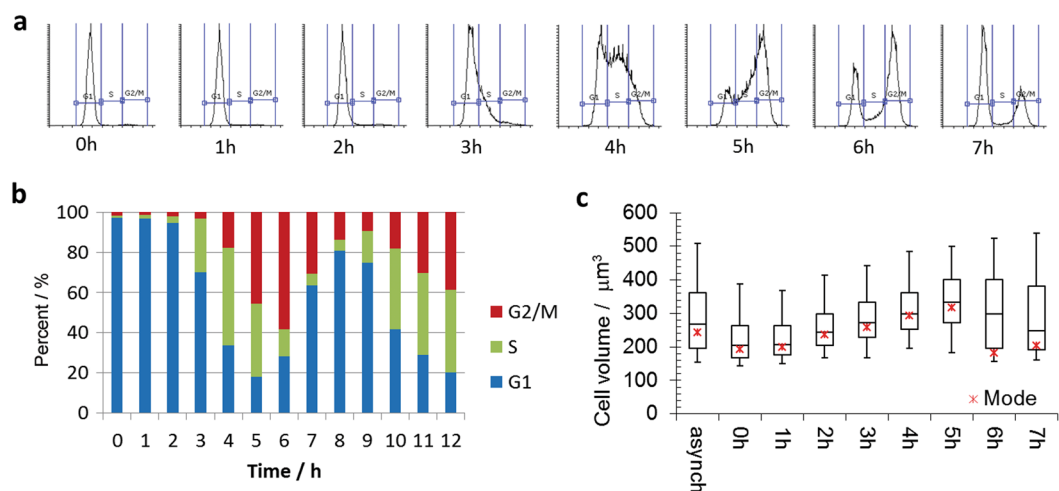 a
G1 S G2/M
G1 S G2/M
G1 S G2/M
G1 S G2/M
G1 S G2/M
G1 S G2/M
G1 S G2/M
G1 S G2/M
0h 1h 2h 3h 4h 5h 6h 7h
b
Percent / %
100
80
60
40
20
0
0 1 2 3 4 5 6 7 8 9 10 11 12
Time / h
G2/M
S
G1
c
Cell volume / μm³
600
500
400
300
200
100
0
Mode
asynch 0h 1h 2h 3h 4h 5h 6h 7h